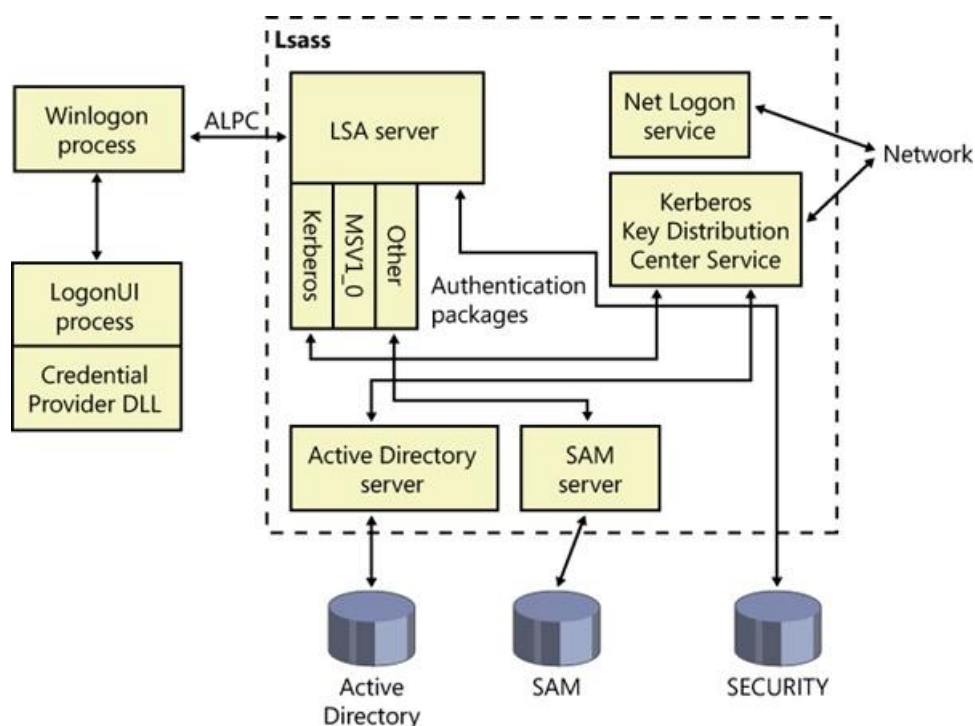 Lsass
Winlogon
process
ALPC
LSA server
Net Logon
service
Network
Kerberos
MSV1_0
Other
Kerberos
Key Distribution
Center Service
Authentication
packages
LogonUI
process
Credential
Provider DLL
Active Directory
server
SAM
server
Active
Directory
SAM
SECURITY